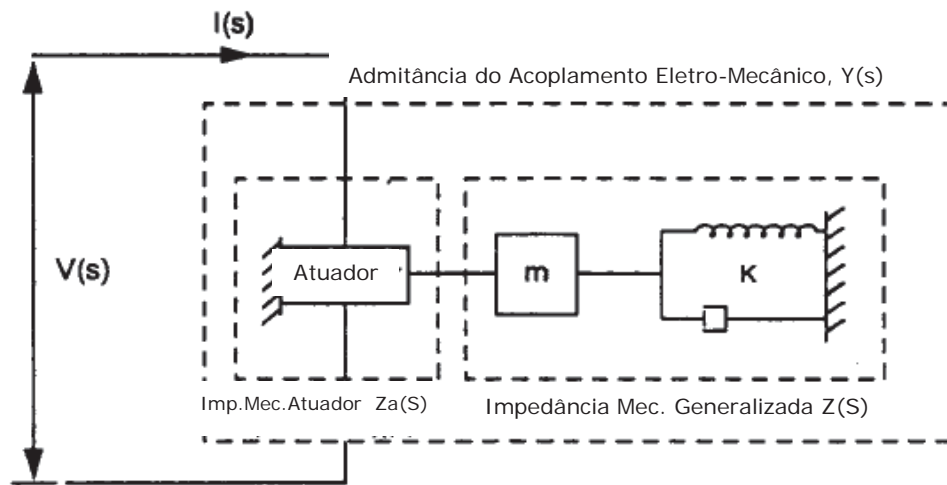 I(s)
Admitância do Acoplamento Eletro-Mecânico, Y(s)
V(s)
Atuador
m
K
Imp.Mec.Atuador Za(S)
Impedância Mec. Generalizada Z(S)